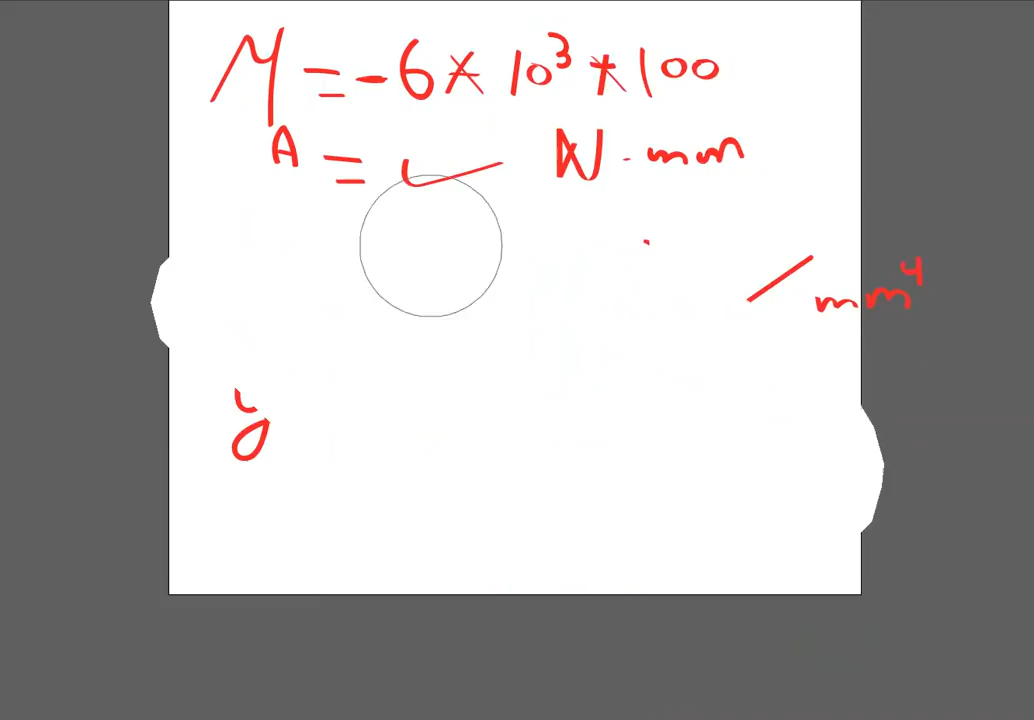 M = -6 * 10³ * 100
A = ✓ N·mm
mm⁴
y